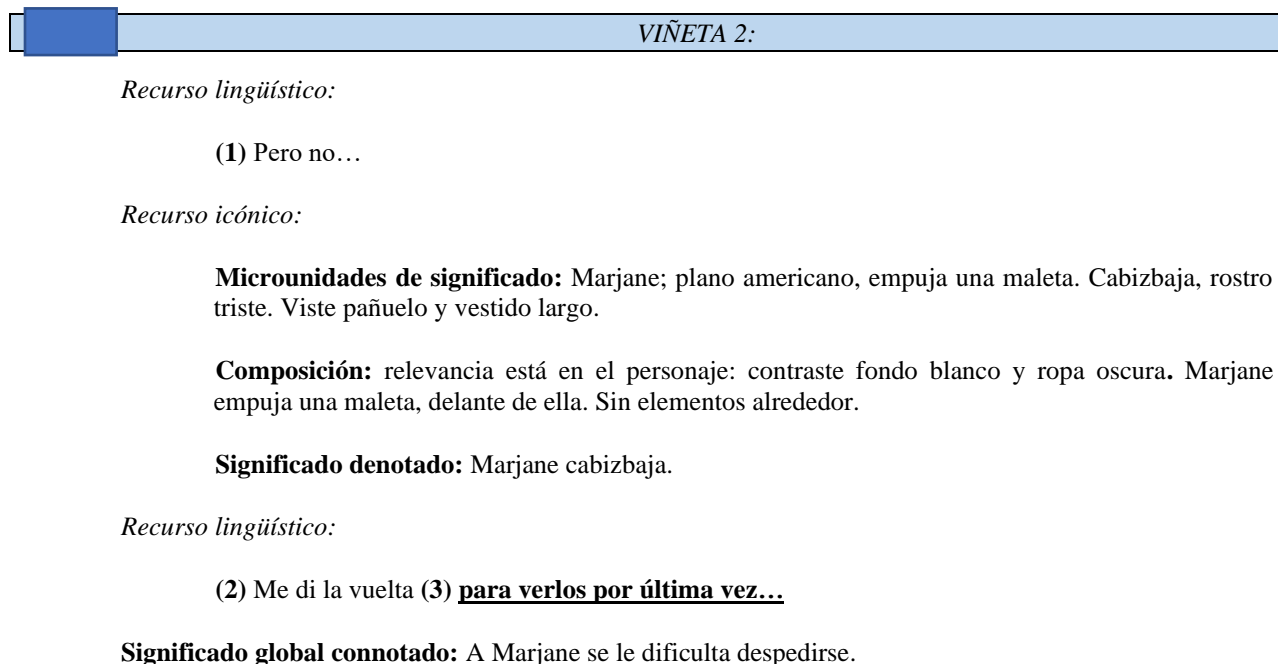 VIÑETA 2:
Recurso lingüístico:
(1) Pero no…
Recurso icónico:
Microunidades de significado: Marjane; plano americano, empuja una maleta. Cabizbaja, rostro
triste. Viste pañuelo y vestido largo.
Composición: relevancia está en el personaje: contraste fondo blanco y ropa oscura. Marjane
empuja una maleta, delante de ella. Sin elementos alrededor.
Significado denotado: Marjane cabizbaja.
Recurso lingüístico:
(2) Me di la vuelta (3) para verlos por última vez…
Significado global connotado: A Marjane se le dificulta despedirse.